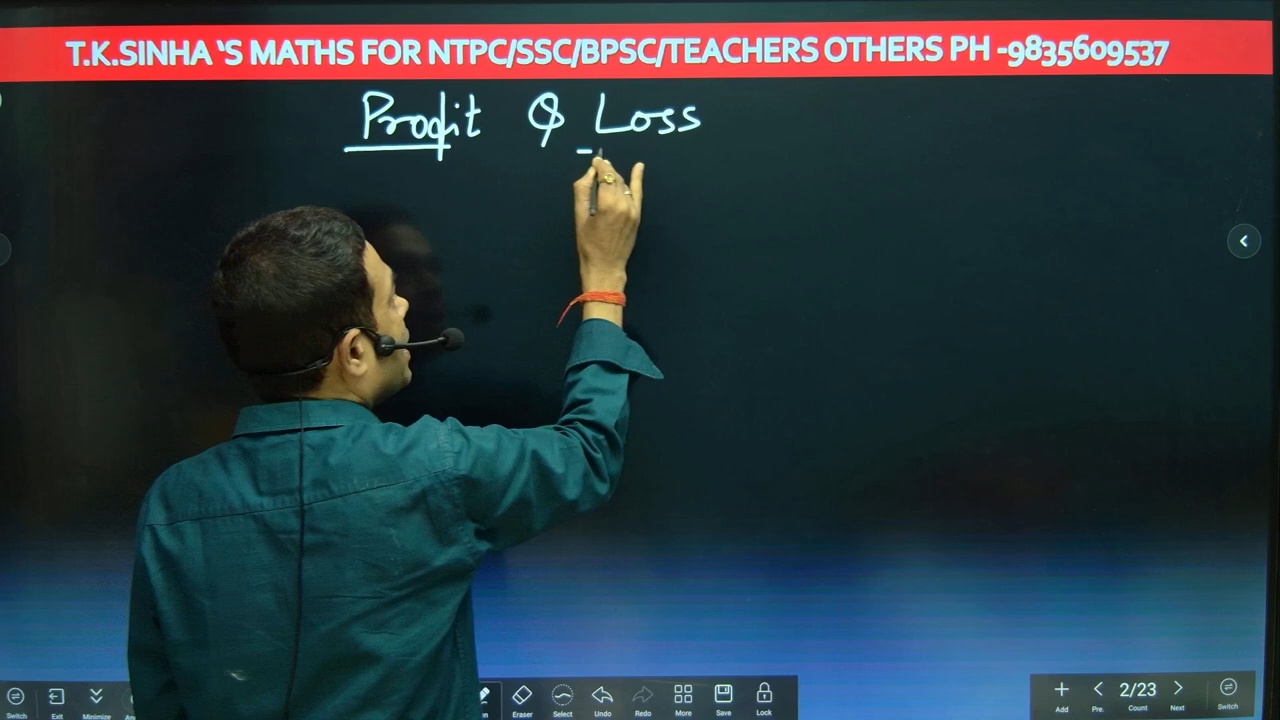 T.K.SINHA ‘S MATHS FOR NTPC/SSC/BPSC/TEACHERS OTHERS PH -9835609537
Profit & Loss
2/23
Switch Exit Minimize Eraser Select Undo Redo More Save Lock Add Pre. Count Next Switch